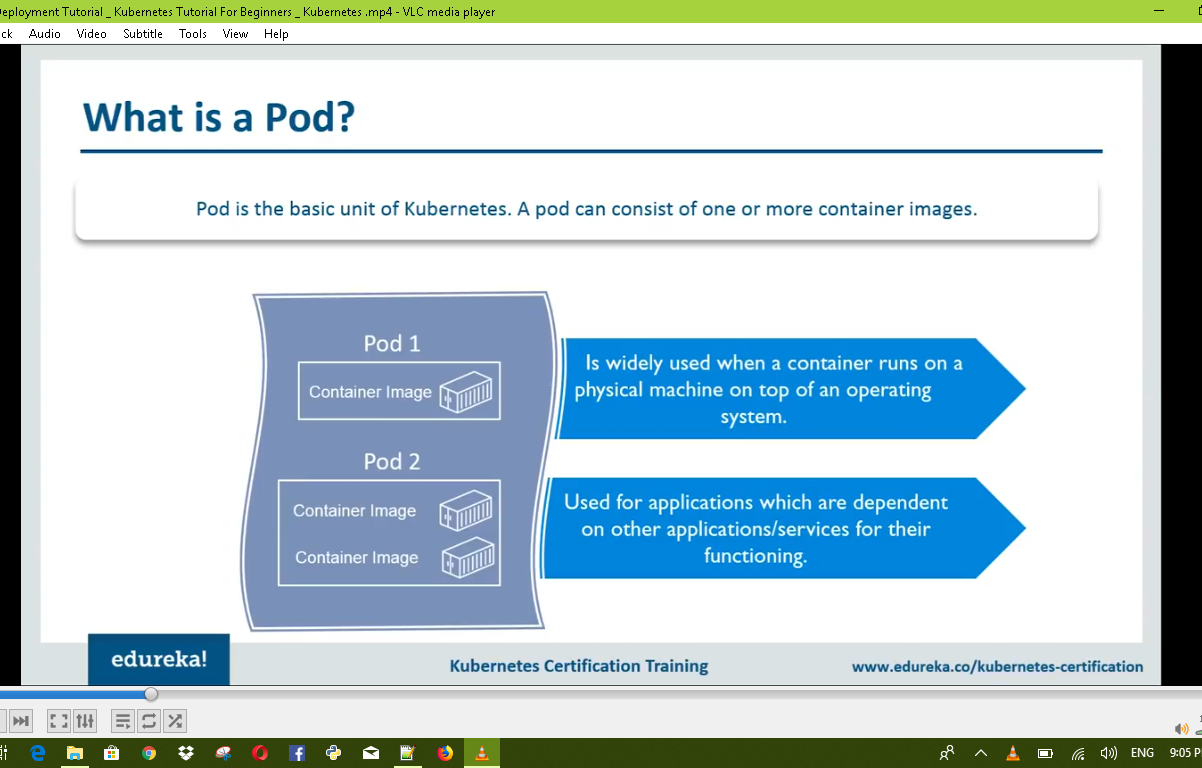 eployment Tutorial _ Kubernetes Tutorial For Beginners _ Kubernetes .mp4 - VLC media player
ck Audio Video Subtitle Tools View Help
What is a Pod?
Pod is the basic unit of Kubernetes. A pod can consist of one or more container images.
Pod 1
Container Image
Is widely used when a container runs on a
physical machine on top of an operating
system.
Pod 2
Container Image
Container Image
Used for applications which are dependent
on other applications/services for their
functioning.
edureka!
Kubernetes Certification Training
www.edureka.co/kubernetes-certification
ENG
9:05 P